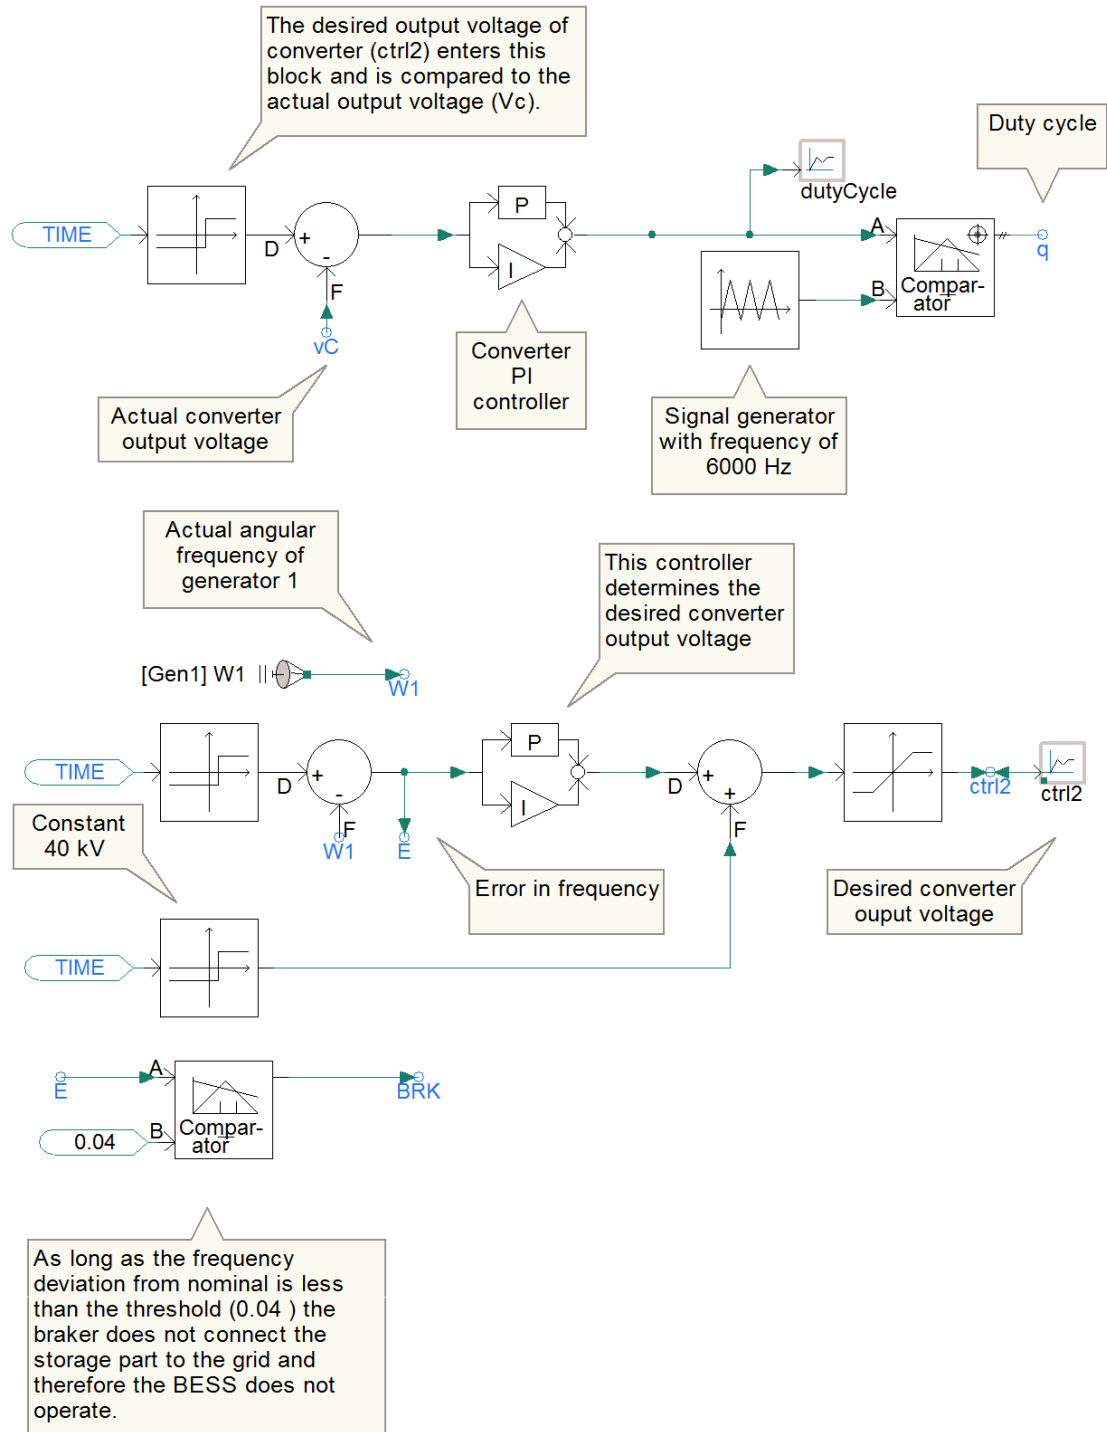 The desired output voltage of
converter (ctrl2) enters this
block and is compared to the
actual output voltage (Vc).
Duty cycle
dutyCycle
TIME
D
+
-
F
vC
P
I
A
B
Compar-
ator
q
Actual converter
output voltage
Converter
PI
controller
Signal generator
with frequency of
6000 Hz
Actual angular
frequency of
generator 1
This controller
determines the
desired converter
output voltage
[Gen1] W1
W1
TIME
D
+
-
F
W1
E
P
I
D
+
+
F
ctrl2
ctrl2
Constant
40 kV
Error in frequency
Desired converter
ouput voltage
TIME
E
A
0.04
B
Compar-
ator
BRK
As long as the frequency
deviation from nominal is less
than the threshold (0.04 ) the
braker does not connect the
storage part to the grid and
therefore the BESS does not
operate.